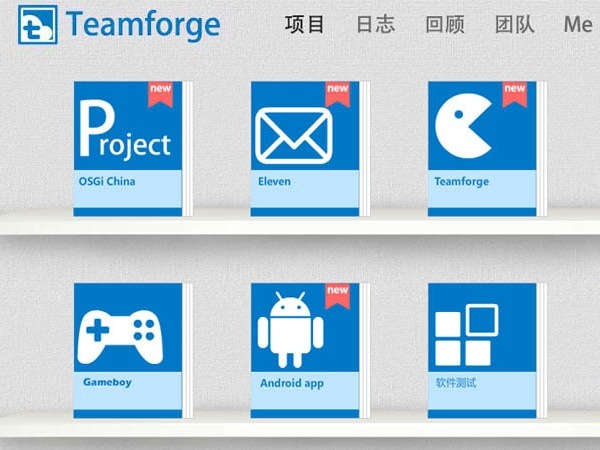 Teamforge
项目 日志 回顾 团队 Me
new new new
Project
OSGi China Eleven Teamforge
new
Gameboy Android app 软件测试